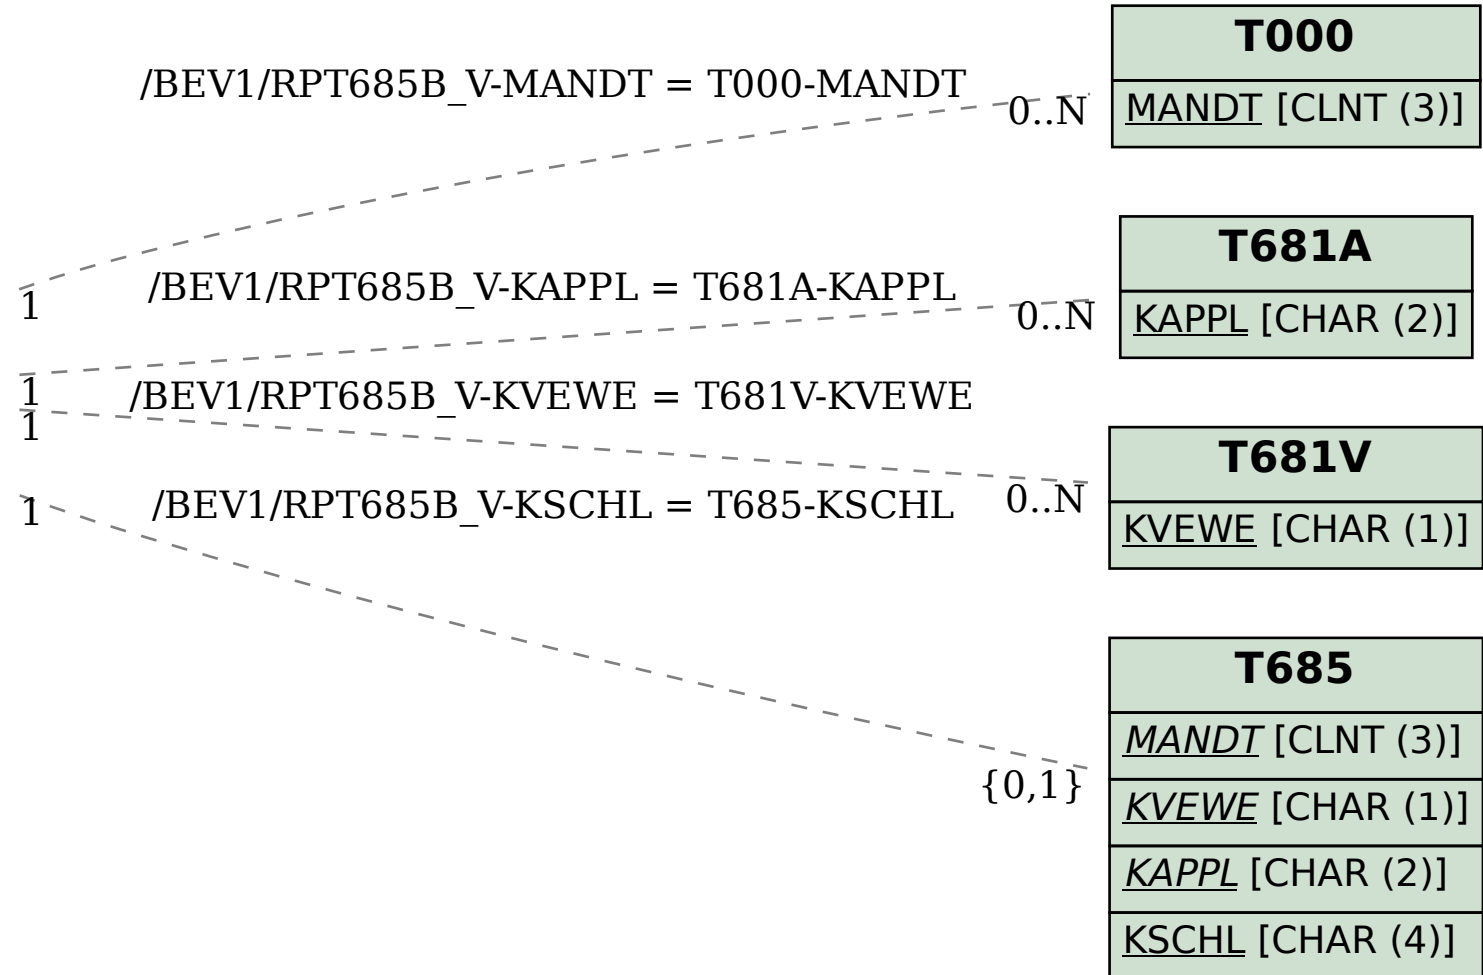 T000
/BEV1/RPT685B_V-MANDT = T000-MANDT
0..N
MANDT [CLNT (3)]
T681A
/BEV1/RPT685B_V-KAPPL = T681A-KAPPL
1
0..N
KAPPL [CHAR (2)]
1
/BEV1/RPT685B_V-KVEWE = T681V-KVEWE
1
T681V
/BEV1/RPT685B_V-KSCHL = T685-KSCHL
0..N
1
KVEWE [CHAR (1)]
T685
MANDT [CLNT (3)]
{0,1}
KVEWE [CHAR (1)]
KAPPL [CHAR (2)]
KSCHL [CHAR (4)]